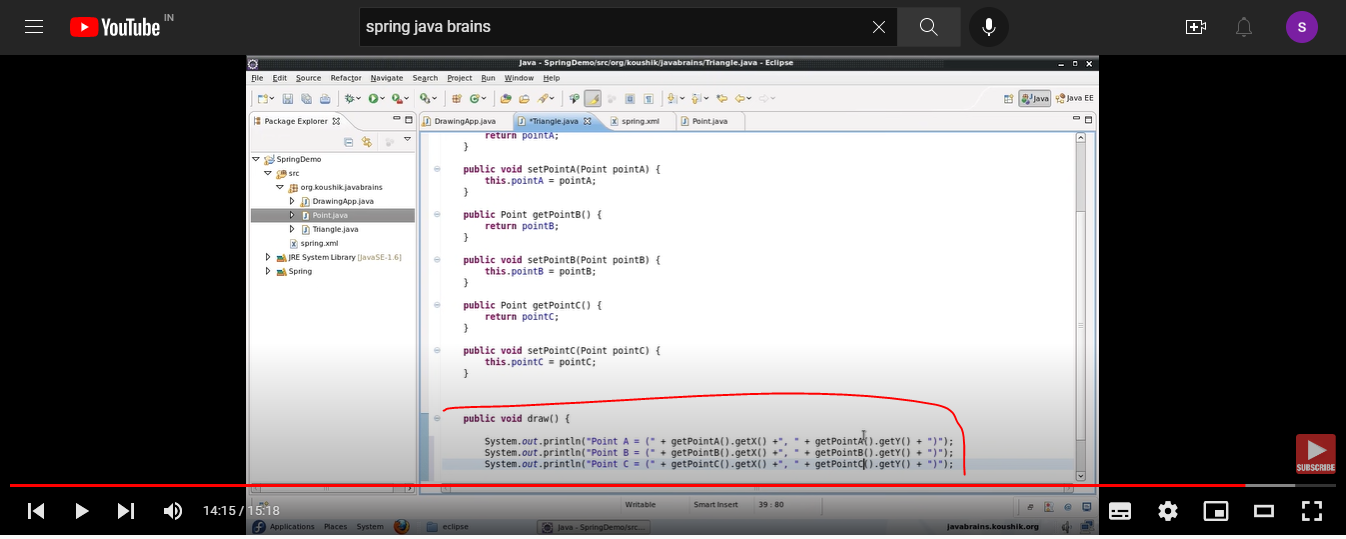 YouTube IN
spring java brains
S
Java - SpringDemo/src/org/koushik/javabrains/Triangle.java - Eclipse
File Edit Source Refactor Navigate Search Project Run Window Help
Java Java EE
Package Explorer
DrawingApp.java *Triangle.java spring.xml Point.java
SpringDemo
src
org.koushik.javabrains
DrawingApp.java
Point.java
Triangle.java
spring.xml
JRE System Library [JavaSE-1.6]
Spring
return pointA;
}
public void setPointA(Point pointA) {
this.pointA = pointA;
}
public Point getPointB() {
return pointB;
}
public void setPointB(Point pointB) {
this.pointB = pointB;
}
public Point getPointC() {
return pointC;
}
public void setPointC(Point pointC) {
this.pointC = pointC;
}
public void draw() {
System.out.println("Point A = (" + getPointA().getX() +", " + getPointA().getY() + ")");
System.out.println("Point B = (" + getPointB().getX() +", " + getPointB().getY() + ")");
System.out.println("Point C = (" + getPointC().getX() +", " + getPointC().getY() + ")");
SUBSCRIBE
Writable Smart Insert 39 : 80
14:15 / 15:18
Applications Places System eclipse Java - SpringDemo/src... javabrains.koushik.org